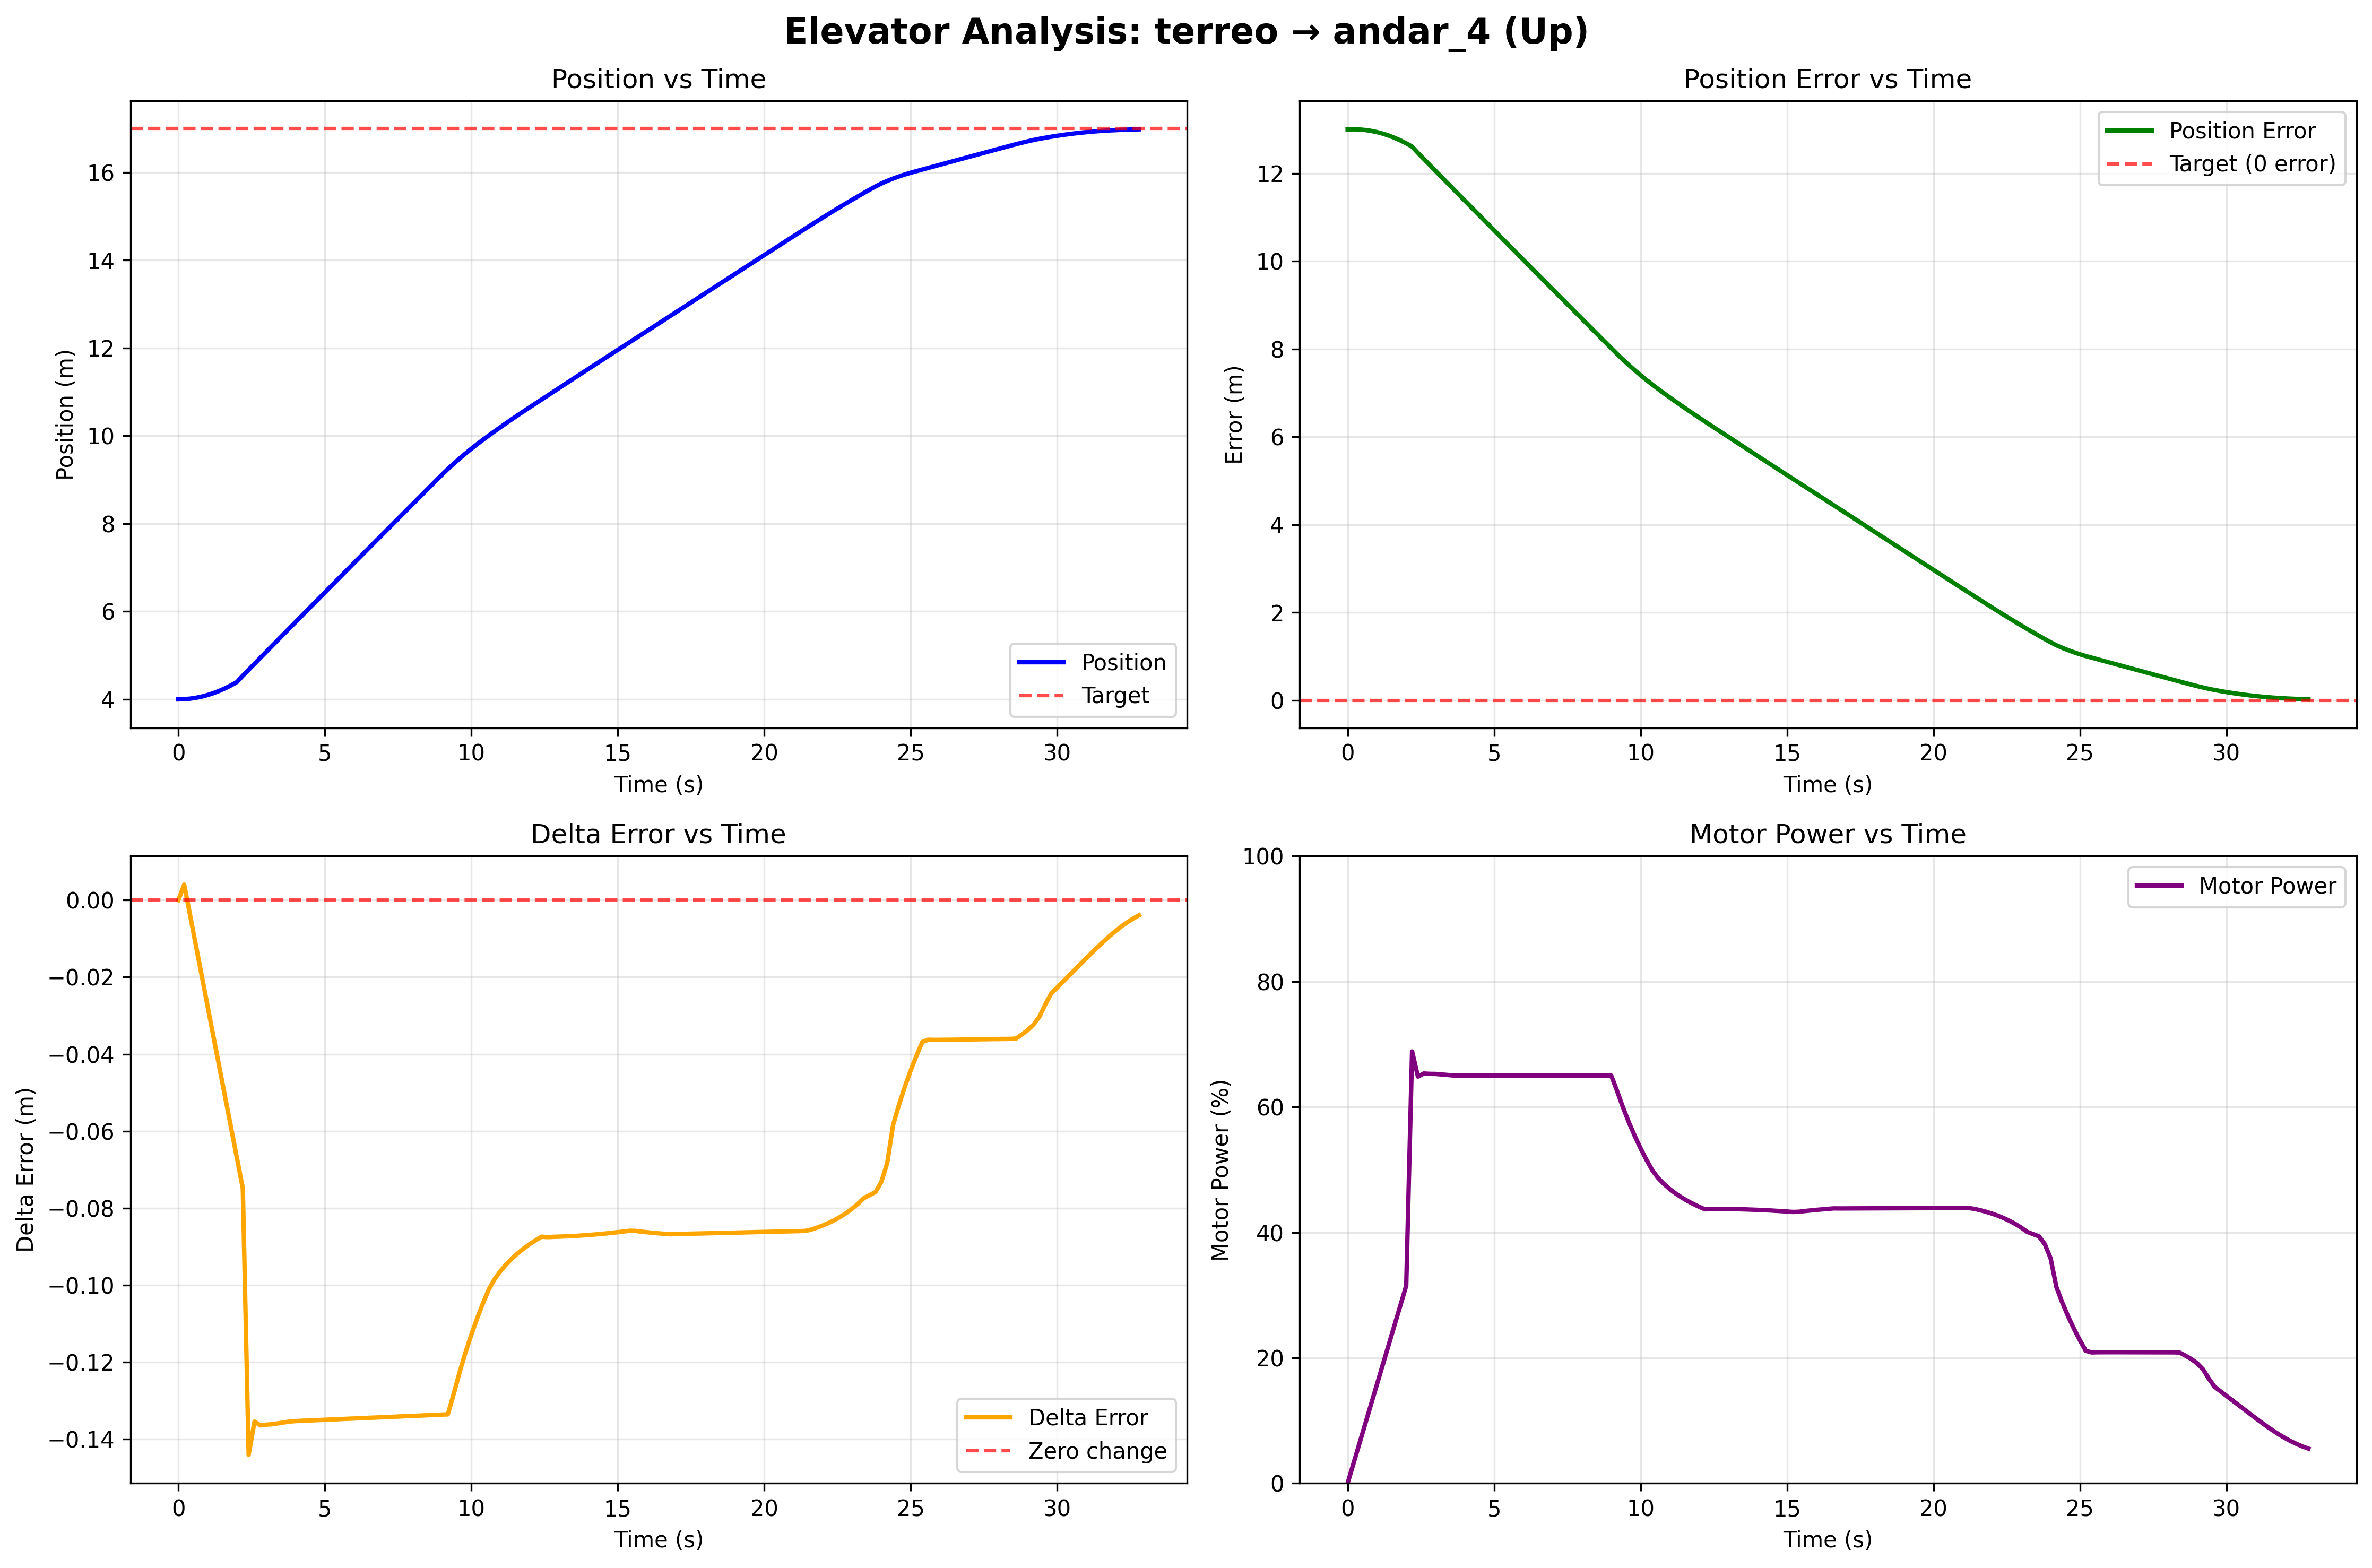 Elevator Analysis: terreo → andar_4 (Up)
Position vs Time
Position (m)
16
14
12
10
8
6
4
0 5 10 15 20 25 30
Time (s)
Position
Target
Position Error vs Time
Error (m)
12
10
8
6
4
2
0
0 5 10 15 20 25 30
Time (s)
Position Error
Target (0 error)
Delta Error vs Time
Delta Error (m)
0.00
−0.02
−0.04
−0.06
−0.08
−0.10
−0.12
−0.14
0 5 10 15 20 25 30
Time (s)
Delta Error
Zero change
Motor Power vs Time
Motor Power (%)
100
80
60
40
20
0
0 5 10 15 20 25 30
Time (s)
Motor Power